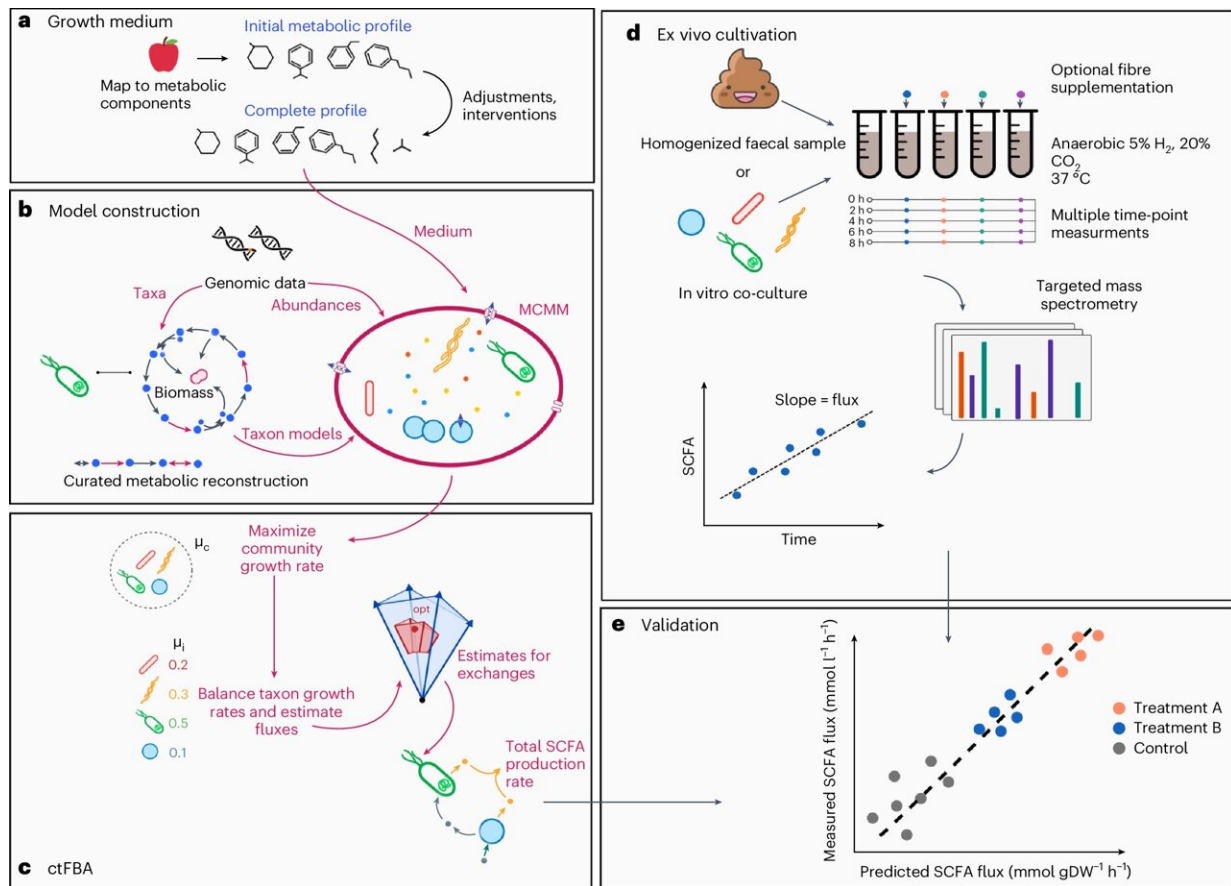 a Growth medium
Initial metabolic profile
Map to metabolic
components
Complete profile
Adjustments,
interventions
b Model construction
Medium
Genomic data
Taxa
Abundances
MCMM
Biomass
Taxon models
Curated metabolic reconstruction
Maximize
community
growth rate
μc
μi
0.2
0.3
0.5
0.1
Balance taxon growth
rates and estimate
fluxes
opt
Estimates for
exchanges
Total SCFA
production
rate
c ctFBA
d Ex vivo cultivation
Optional fibre
supplementation
Homogenized faecal sample
or
Anaerobic 5% H2, 20%
CO2
37 °C
0 h
2 h
4 h
6 h
8 h
Multiple time-point
measurments
In vitro co-culture
Targeted mass
spectrometry
Slope = flux
SCFA
Time
e Validation
Measured SCFA flux (mmol l−1 h−1)
Treatment A
Treatment B
Control
Predicted SCFA flux (mmol gDW−1 h−1)